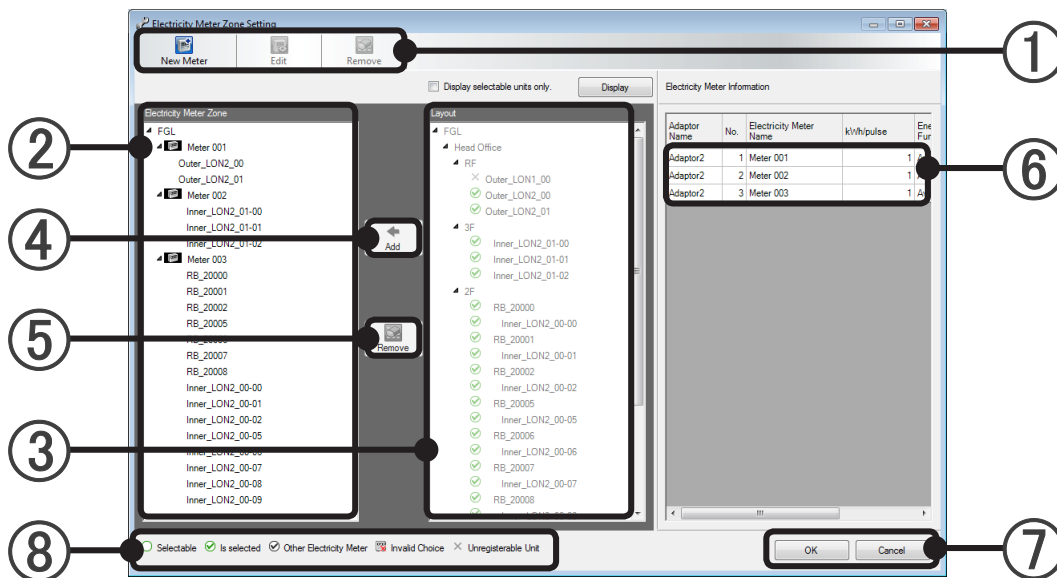 Electricity Meter Zone Setting
New Meter Edit Remove
①
Display selectable units only. Display
Electricity Meter Information
Electricity Meter Zone
FGL
Meter 001
Outer_LON2_00
Outer_LON2_01
Meter 002
Inner_LON2_01-00
Inner_LON2_01-01
Inner_LON2_01-02
Meter 003
RB_20000
RB_20001
RB_20002
RB_20005
RB_20007
RB_20008
Inner_LON2_00-00
Inner_LON2_00-01
Inner_LON2_00-02
Inner_LON2_00-05
Inner_LON2_00-07
Inner_LON2_00-08
Inner_LON2_00-09
②
④
⑤
③
⑧
Add
Remove
Layout
FGL
Head Office
RF
Outer_LON1_00
Outer_LON2_00
Outer_LON2_01
3F
Inner_LON2_01-00
Inner_LON2_01-01
Inner_LON2_01-02
2F
RB_20000
Inner_LON2_00-00
RB_20001
Inner_LON2_00-01
RB_20002
Inner_LON2_00-02
RB_20005
Inner_LON2_00-05
RB_20006
Inner_LON2_00-06
RB_20007
Inner_LON2_00-07
RB_20008
Adaptor Name No. Electricity Meter Name kWh/pulse Ene Fur
Adaptor2 1 Meter 001 1
Adaptor2 2 Meter 002 1
Adaptor2 3 Meter 003 1
⑥
Selectable Is selected Other Electricity Meter Invalid Choice Unregisterable Unit
OK Cancel
⑦